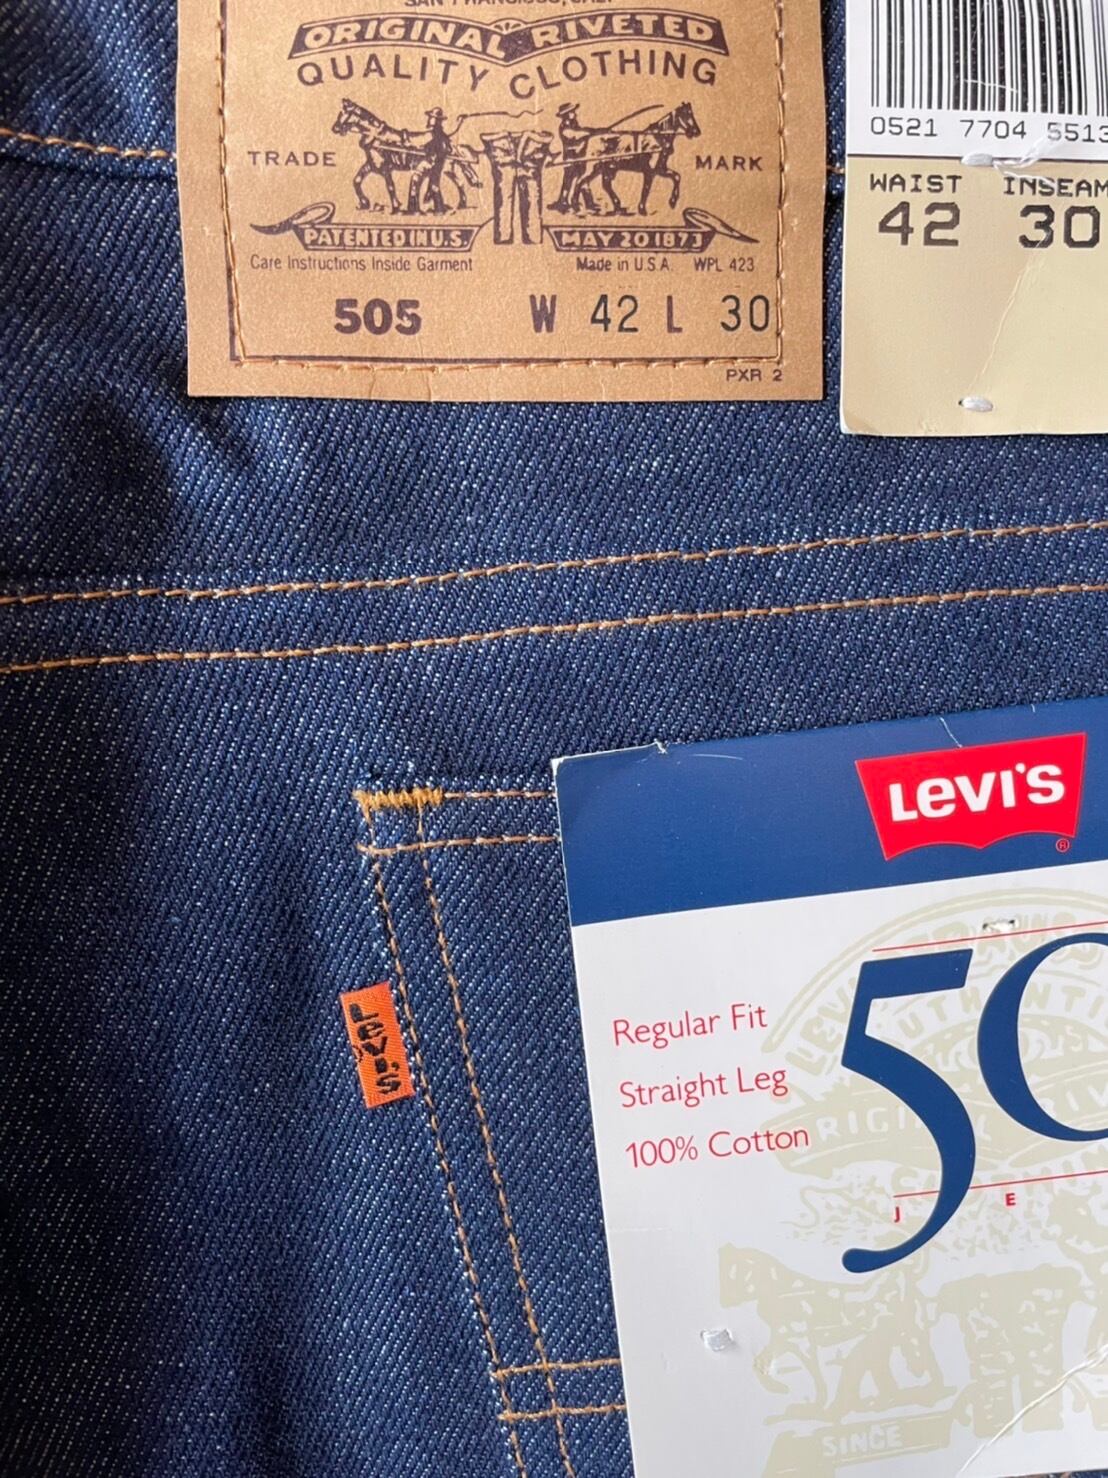 ORIGINAL RIVETED
QUALITY CLOTHING
TRADE MARK
PATENTED IN U.S. MAY 20 1873
Care Instructions Inside Garment Made in U.S.A. WPL 423
505 W 42 L 30
PXR 2
0521 7704 5513
WAIST INSEAM
42 30
LEVI'S
LEVI'S ®
50
Regular Fit
Straight Leg
100% Cotton
J E
SINCE